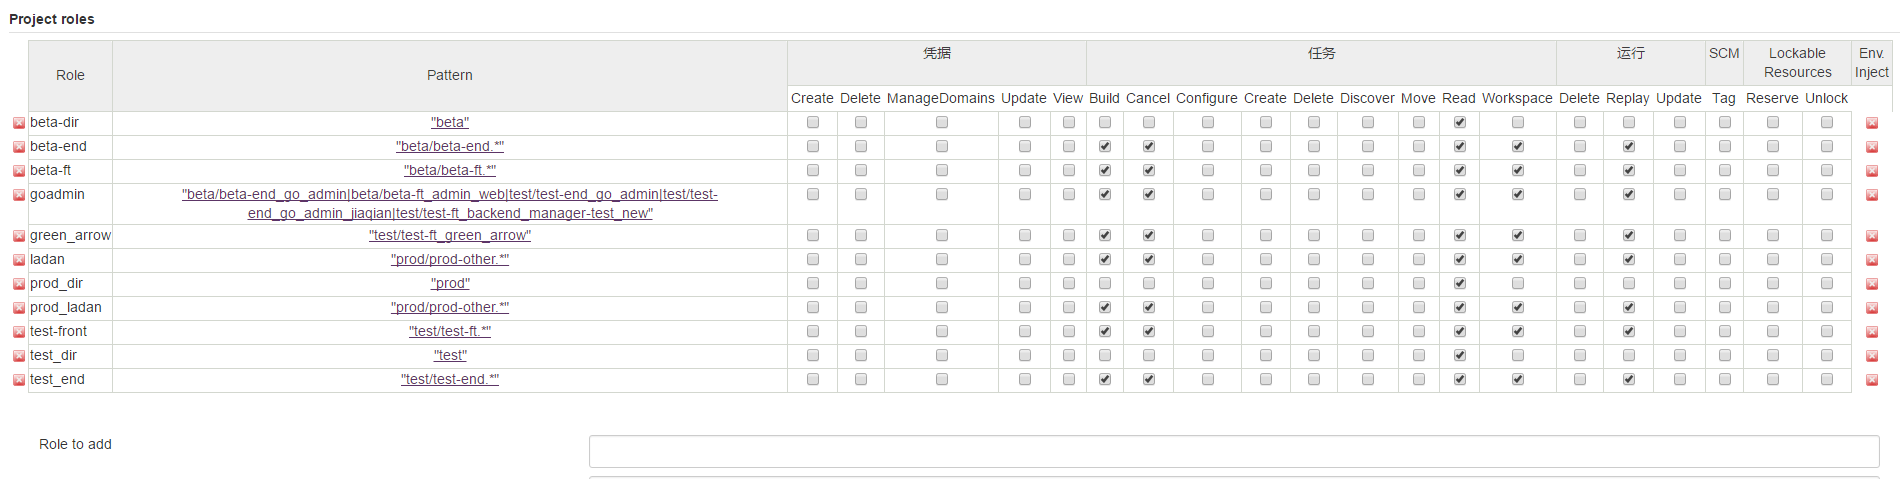 Project roles
Role Pattern 凭据 任务 运行 SCM Lockable Resources Env. Inject
Create Delete ManageDomains Update View Build Cancel Configure Create Delete Discover Move Read Workspace Delete Replay Update Tag Reserve Unlock
beta-dir "beta"
beta-end "beta/beta-end.*"
beta-ft "beta/beta-ft.*"
goadmin "beta/beta-end_go_admin|beta/beta-ft_admin_web|test/test-end_go_admin|test/test-
end_go_admin_jiaqian|test/test-ft_backend_manager-test_new"
green_arrow "test/test-ft_green_arrow"
ladan "prod/prod-other.*"
prod_dir "prod"
prod_ladan "prod/prod-other.*"
test-front "test/test-ft.*"
test_dir "test"
test_end "test/test-end.*"
Role to add